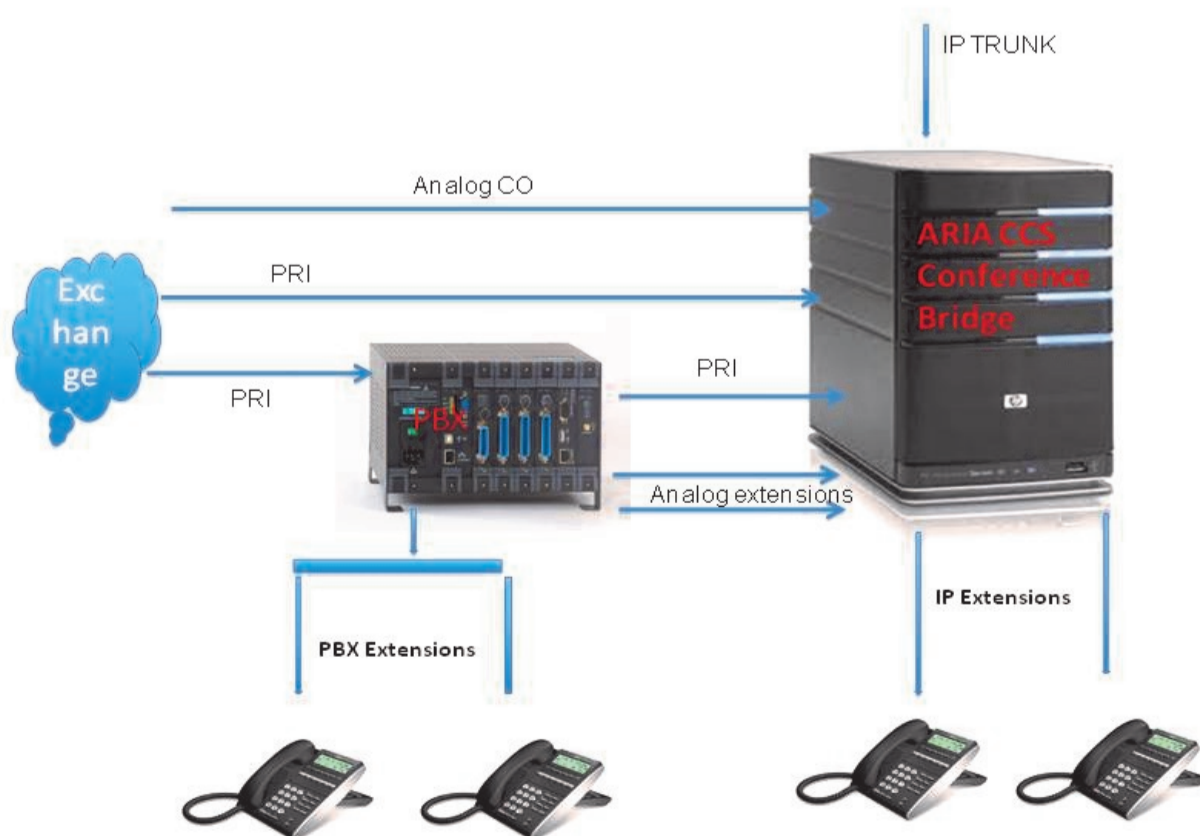 IP TRUNK
Analog CO
ARIA CCS
Conference
Bridge
PRI
Exc
han
ge
PRI
PBX
PRI
Analog extensions
hp
PBX Extensions
IP Extensions